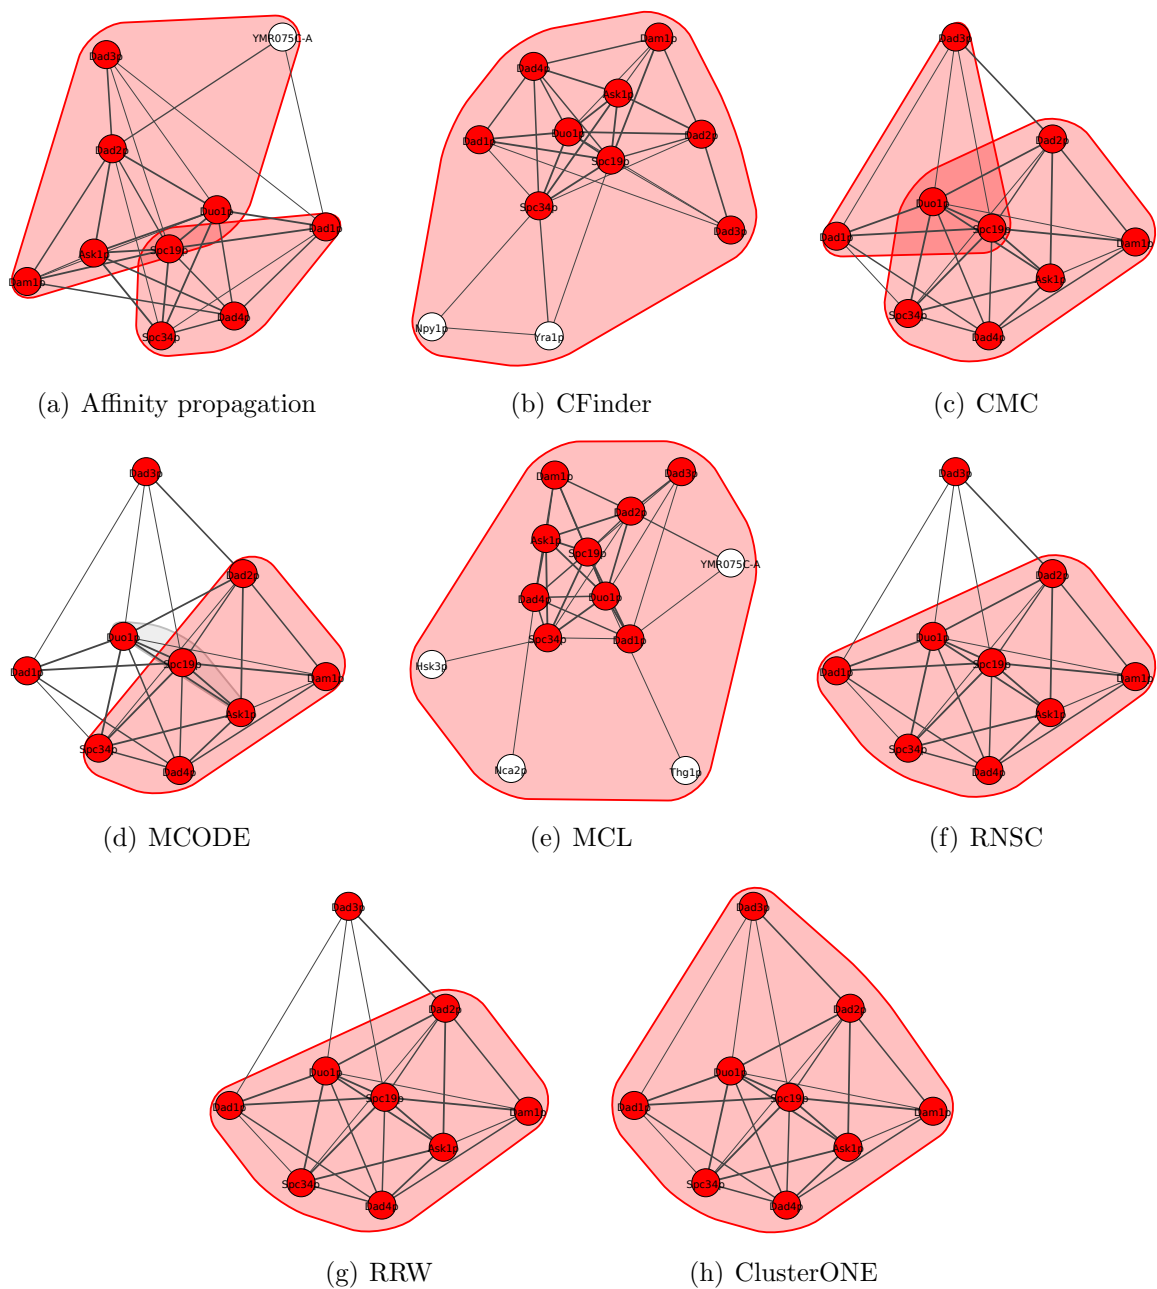 YMR075C-A
Dad3p
Dad2p
Duo1p
Dad1p
Ask1p
Spc19p
Dam1p
Dad4p
Spc34p
(a) Affinity propagation
Dam1p
Dad4p
Ask1p
Duo1p
Dad2p
Dad1p
Spc19p
Spc34p
Dad3p
Npy1p
Yra1p
(b) CFinder
Dad3p
Dad2p
Duo1p
Spc19p
Dad1p
Dam1p
Ask1p
Spc34p
Dad4p
(c) CMC
Dad3p
Dad2p
Duo1p
Spc19p
Dad1p
Dam1p
Ask1p
Spc34p
Dad4p
(d) MCODE
Dam1p
Dad3p
Dad2p
Ask1p
Spc19p
YMR075C-A
Dad4p
Duo1p
Spc34p
Dad1p
Hsk3p
Nca2p
Thg1p
(e) MCL
Dad3p
Dad2p
Duo1p
Spc19p
Dad1p
Dam1p
Ask1p
Spc34p
Dad4p
(f) RNSC
Dad3p
Dad2p
Duo1p
Spc19p
Dad1p
Dam1p
Ask1p
Spc34p
Dad4p
(g) RRW
Dad3p
Dad2p
Duo1p
Spc19p
Dad1p
Dam1p
Ask1p
Spc34p
Dad4p
(h) ClusterONE